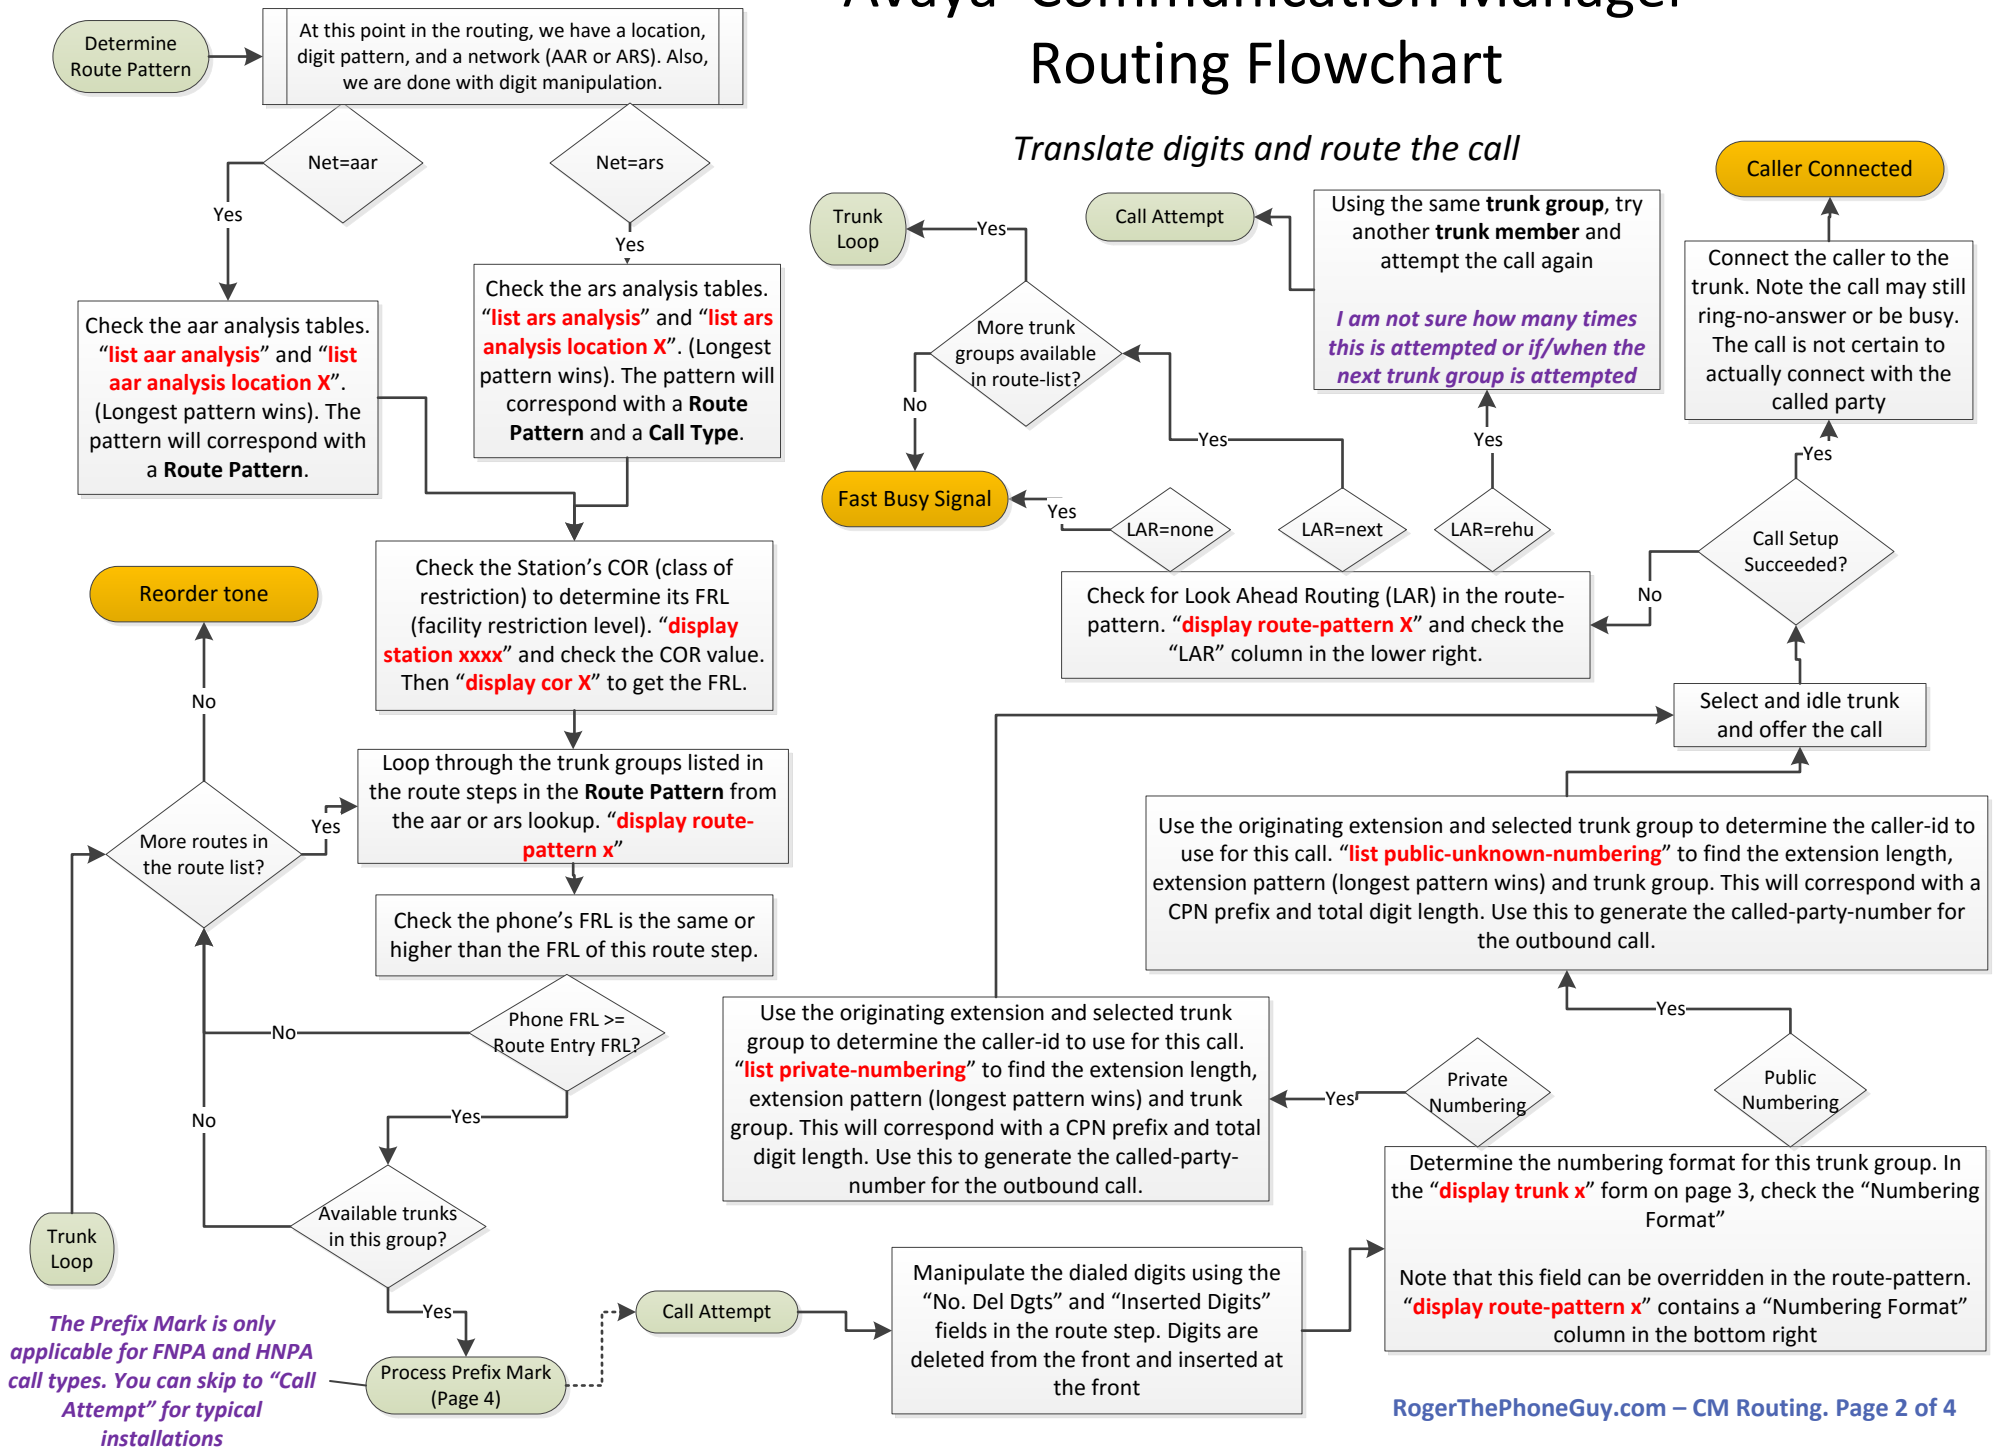 Avaya Communication Manager
Routing Flowchart
Translate digits and route the call
Determine
Route Pattern
At this point in the routing, we have a location,
digit pattern, and a network (AAR or ARS). Also,
we are done with digit manipulation.
Net=aar
Net=ars
Yes
Yes
Check the aar analysis tables.
“list aar analysis” and “list
aar analysis location X”.
(Longest pattern wins). The
pattern will correspond with
a Route Pattern.
Check the ars analysis tables.
“list ars analysis” and “list ars
analysis location X”. (Longest
pattern wins). The pattern will
correspond with a Route
Pattern and a Call Type.
Check the Station’s COR (class of
restriction) to determine its FRL
(facility restriction level). “display
station xxxx” and check the COR value.
Then “display cor X” to get the FRL.
Reorder tone
No
More routes in
the route list?
Yes
Loop through the trunk groups listed in
the route steps in the Route Pattern from
the aar or ars lookup. “display route-
pattern x”
Check the phone’s FRL is the same or
higher than the FRL of this route step.
Phone FRL >=
Route Entry FRL?
No
Yes
No
Available trunks
in this group?
Trunk
Loop
Yes
The Prefix Mark is only
applicable for FNPA and HNPA
call types. You can skip to “Call
Attempt” for typical
installations
Process Prefix Mark
(Page 4)
Call Attempt
Manipulate the dialed digits using the
“No. Del Dgts” and “Inserted Digits”
fields in the route step. Digits are
deleted from the front and inserted at
the front
Determine the numbering format for this trunk group. In
the “display trunk x” form on page 3, check the “Numbering
Format”
Note that this field can be overridden in the route-pattern.
“display route-pattern x” contains a “Numbering Format”
column in the bottom right
Private
Numbering
Yes
Public
Numbering
Yes
Use the originating extension and selected trunk
group to determine the caller-id to use for this call.
“list private-numbering” to find the extension length,
extension pattern (longest pattern wins) and trunk
group. This will correspond with a CPN prefix and total
digit length. Use this to generate the called-party-
number for the outbound call.
Use the originating extension and selected trunk group to determine the caller-id to
use for this call. “list public-unknown-numbering” to find the extension length,
extension pattern (longest pattern wins) and trunk group. This will correspond with a
CPN prefix and total digit length. Use this to generate the called-party-number for
the outbound call.
Select and idle trunk
and offer the call
Call Setup
Succeeded?
Yes
No
Connect the caller to the
trunk. Note the call may still
ring-no-answer or be busy.
The call is not certain to
actually connect with the
called party
Caller Connected
Check for Look Ahead Routing (LAR) in the route-
pattern. “display route-pattern X” and check the
“LAR” column in the lower right.
LAR=none
LAR=next
LAR=rehu
Yes
Yes
Yes
Fast Busy Signal
No
More trunk
groups available
in route-list?
Yes
Trunk
Loop
Call Attempt
Using the same trunk group, try
another trunk member and
attempt the call again
I am not sure how many times
this is attempted or if/when the
next trunk group is attempted
RogerThePhoneGuy.com – CM Routing. Page 2 of 4